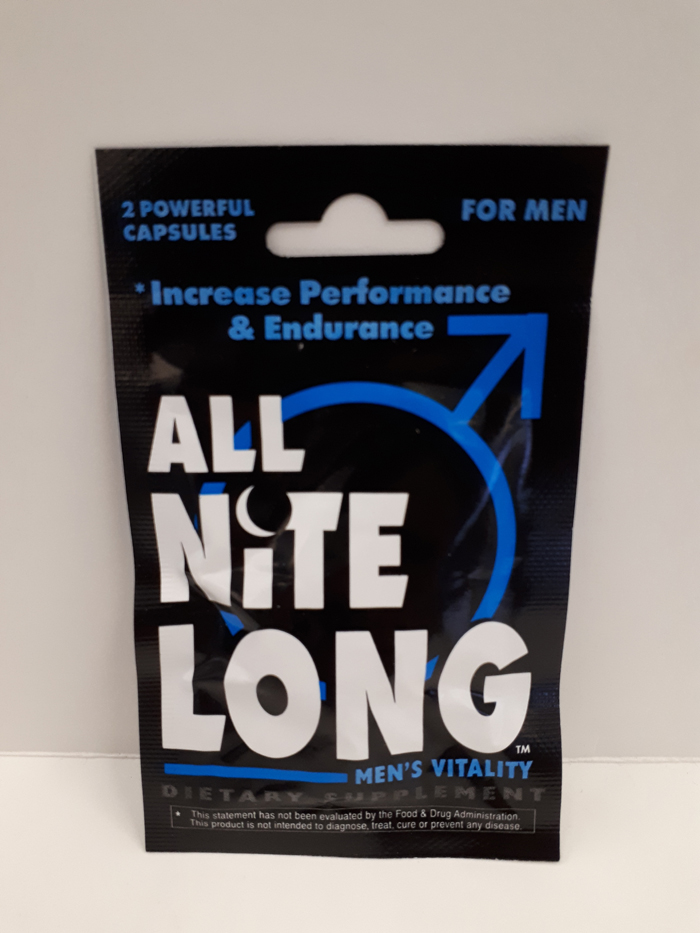 2 POWERFUL
CAPSULES
FOR MEN
*Increase Performance
& Endurance
ALL
NiTE
LONG™
MEN'S VITALITY
DIETARY SUPPLEMENT
* This statement has not been evaluated by the Food & Drug Administration.
This product is not intended to diagnose, treat, cure or prevent any disease.